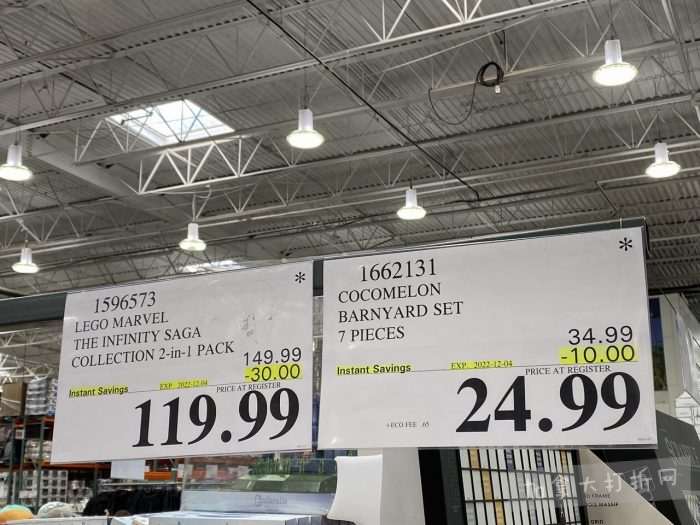 1596573
*
LEGO MARVEL
THE INFINITY SAGA
COLLECTION 2-in-1 PACK
149.99
Instant Savings
-30.00
EXP. 2022-12-04
PRICE AT REGISTER
119.99
1662131
*
COCOMELON
BARNYARD SET
7 PIECES
34.99
Instant Savings
-10.00
EXP. 2022-12-04
PRICE AT REGISTER
+ECO FEE .65
24.99
加拿大打折网